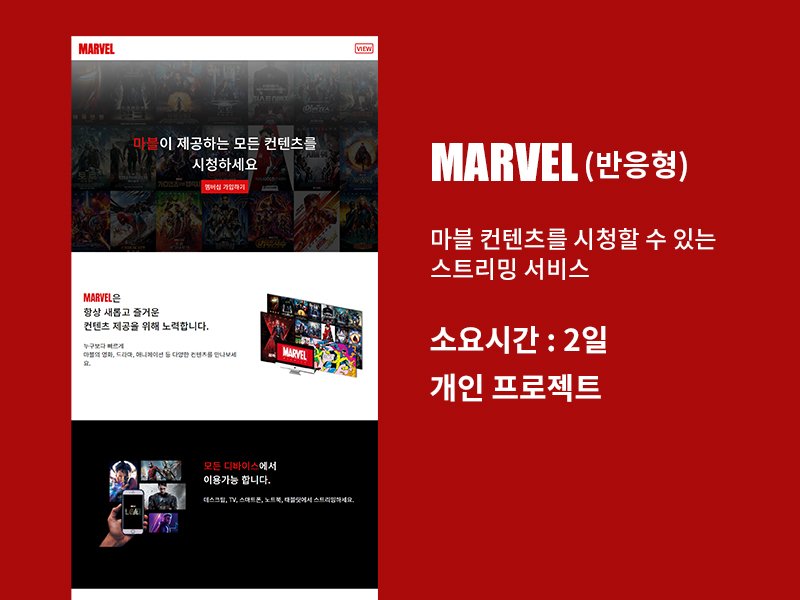 MARVEL
VIEW
마블이 제공하는 모든 컨텐츠를
시청하세요
멤버십 가입하기
MARVEL은
항상 새롭고 즐거운
컨텐츠 제공을 위해 노력합니다.
누구보다 빠르게
마블의 영화, 드라마, 애니메이션 등 다양한 컨텐츠를 만나보세
요.
MARVEL
모든 디바이스에서
이용가능 합니다.
데스크탑, TV, 스마트폰, 노트북, 태블릿에서 스트리밍하세요.
LOKI
MARVEL (반응형)
마블 컨텐츠를 시청할 수 있는
스트리밍 서비스
소요시간 : 2일
개인 프로젝트